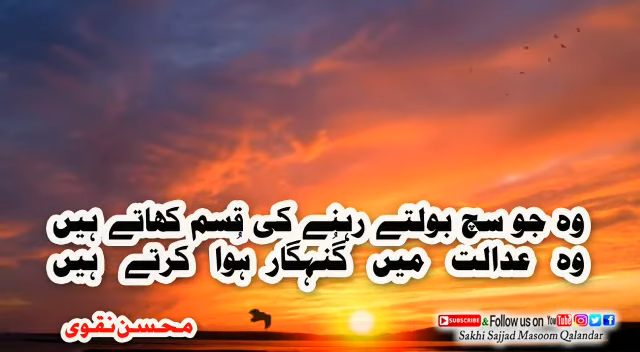 وہ جو سچ بولتے رہنے کی قسم کھاتے ہیں
وہ عدالت میں گنہگار ہوا کرتے ہیں
محسن نقوی
SUBSCRIBE & Follow us on YouTube
Sakhi Sajjad Masoom Qalandar